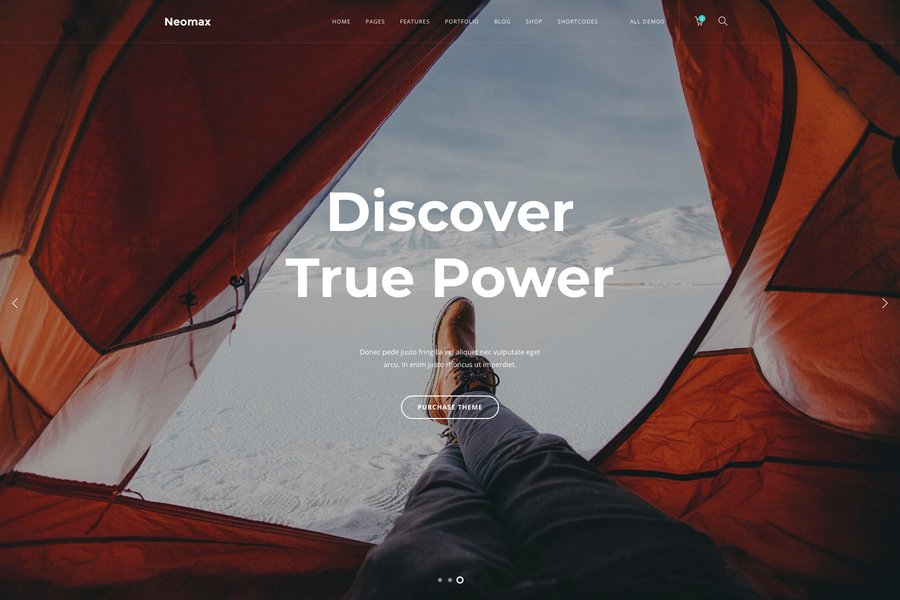 Neomax
HOME PAGES FEATURES PORTFOLIO BLOG SHOP SHORTCODES ALL DEMOS
Discover
True Power
Donec pede justo fringilla vel aliquet nec vulputate eget
arcu. In enim justo rhoncus ut imperdiet.
PURCHASE THEME